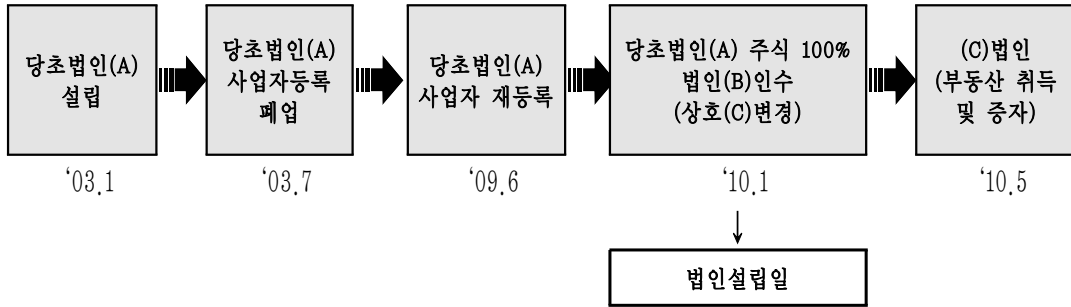 당초법인(A)
설립
당초법인(A)
사업자등록
폐업
당초법인(A)
사업자 재등록
당초법인(A) 주식 100%
법인(B)인수
(상호(C)변경)
(C)법인
(부동산 취득
및 증자)
‘03.1
‘03.7
‘09.6
‘10.1
‘10.5
법인설립일